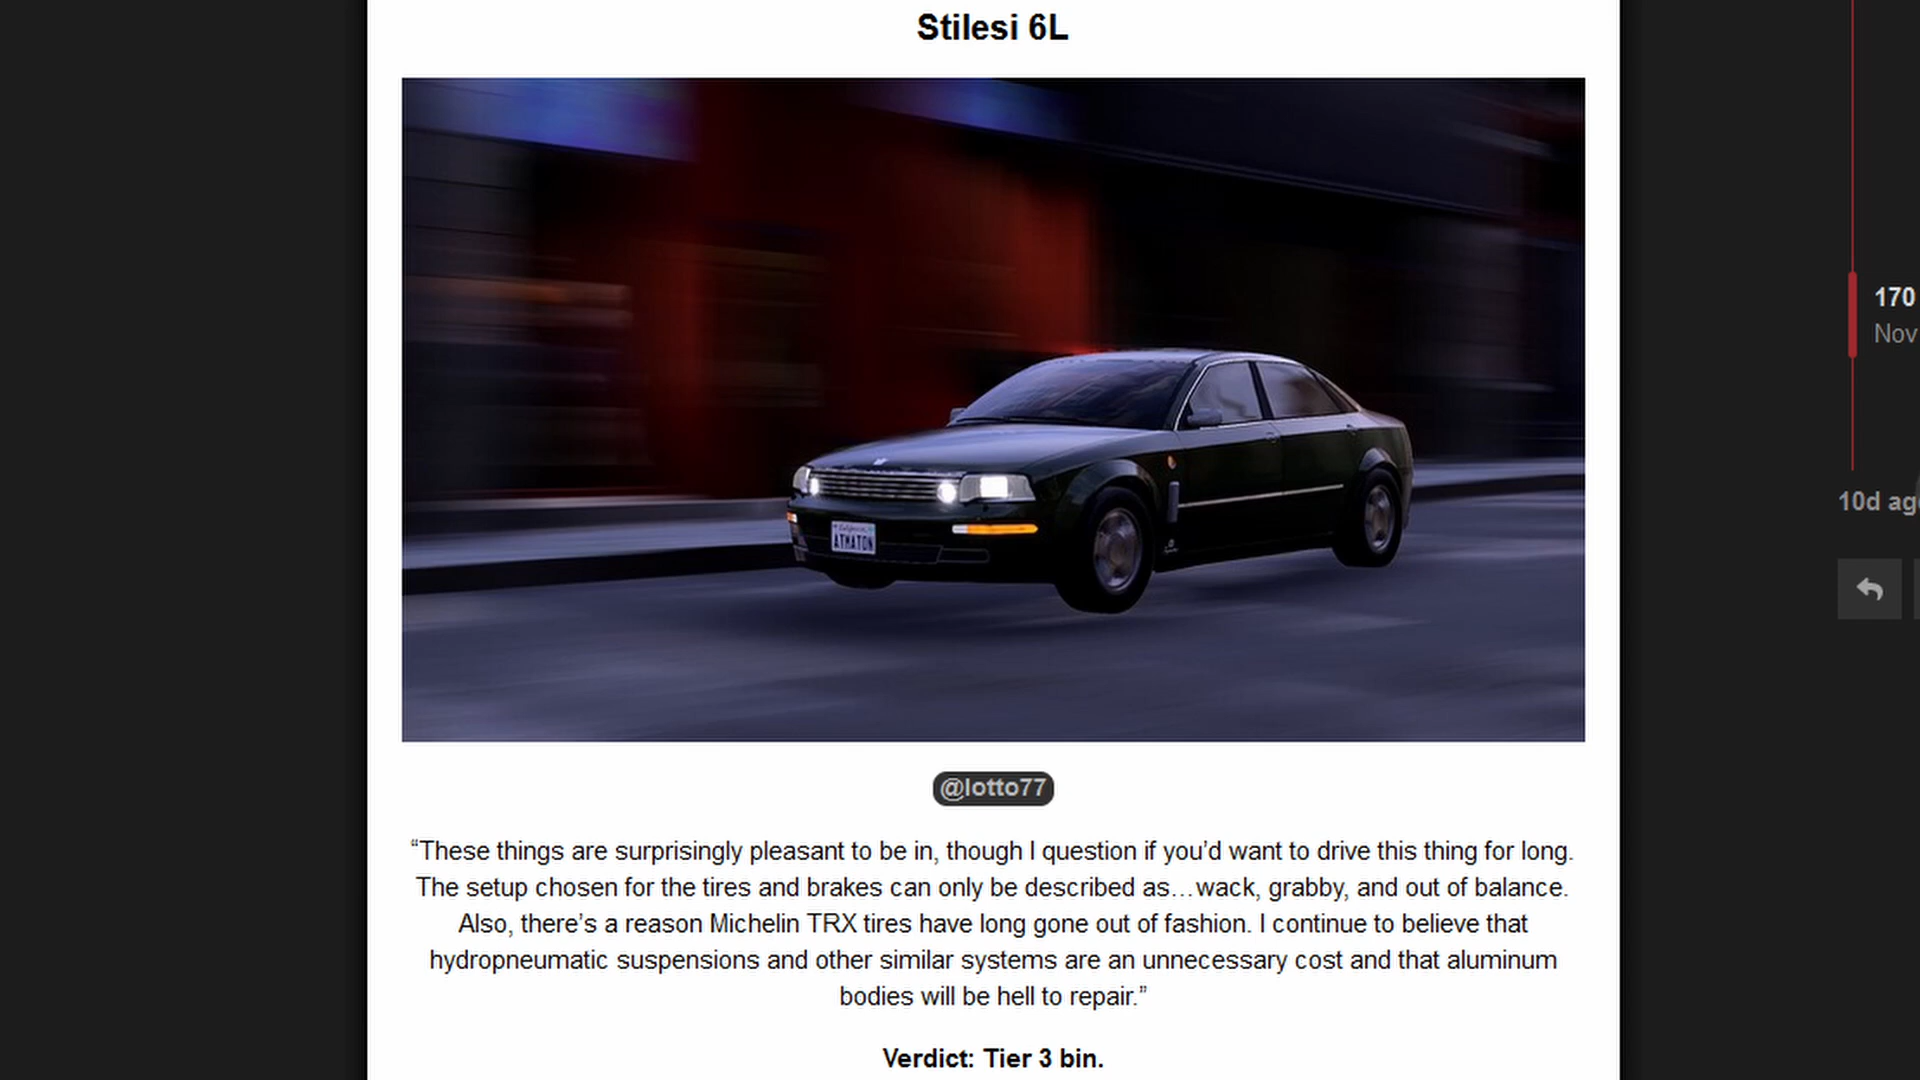 Stilesi 6L
California
ATMATON
170
Nov
10d ag
@lotto77
“These things are surprisingly pleasant to be in, though I question if you’d want to drive this thing for long.
The setup chosen for the tires and brakes can only be described as…wack, grabby, and out of balance.
Also, there’s a reason Michelin TRX tires have long gone out of fashion. I continue to believe that
hydropneumatic suspensions and other similar systems are an unnecessary cost and that aluminum
bodies will be hell to repair.”
Verdict: Tier 3 bin.